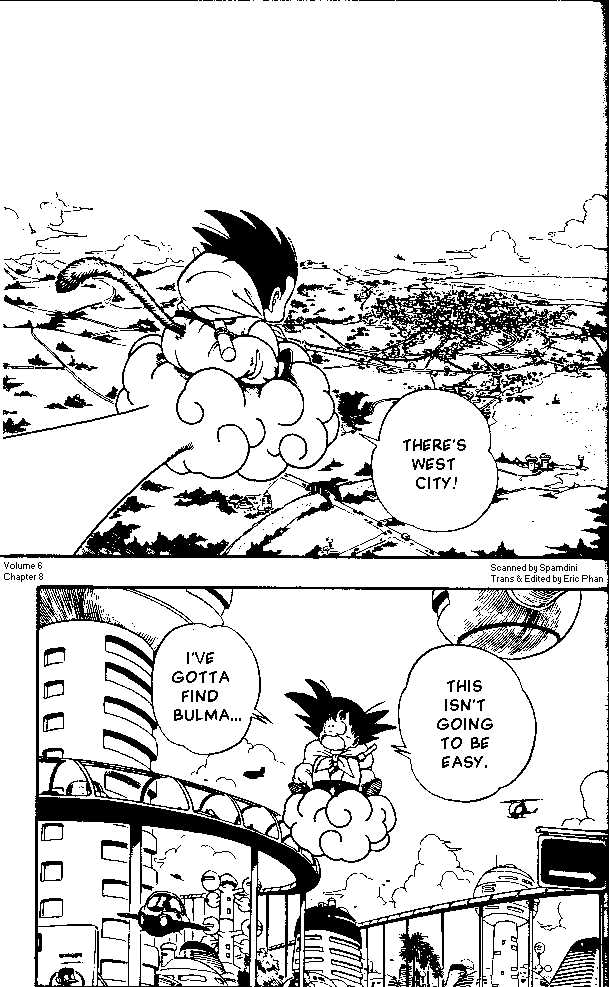 THERE'S
WEST
CITY!
Volume 6
Chapter 8
Scanned by Spamdini
Trans & Edited by Eric Phan
I'VE
GOTTA
FIND
BULMA...
THIS
ISN'T
GOING
TO BE
EASY.